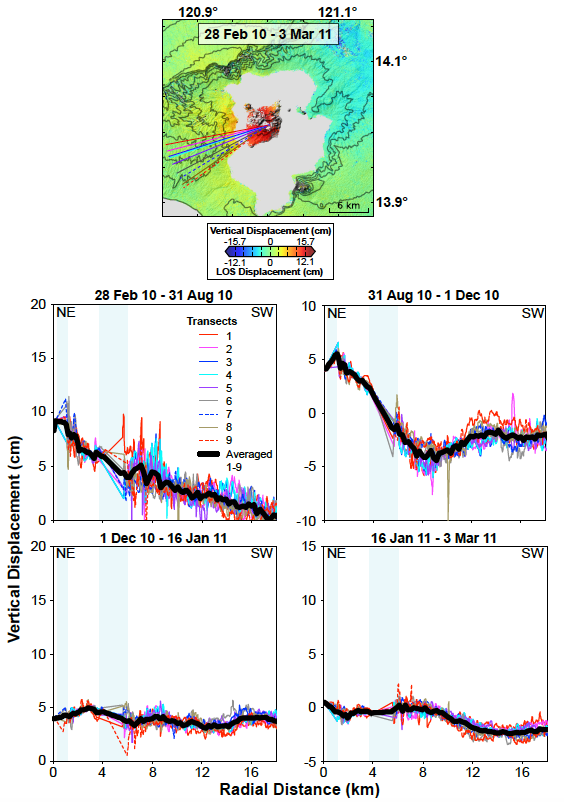 120.9° 121.1°
28 Feb 10 - 3 Mar 11
14.1°
13.9°
6 km
Vertical Displacement (cm)
-15.7 15.7
-12.1 12.1
LOS Displacement (cm)
28 Feb 10 - 31 Aug 10
NE SW
Transects
1
2
3
4
5
6
7
8
9
Averaged
1-9
20
15
10
5
0
31 Aug 10 - 1 Dec 10
NE SW
10
5
0
-5
-10
1 Dec 10 - 16 Jan 11
NE SW
20
15
10
5
0
0 4 8 12 16
16 Jan 11 - 3 Mar 11
NE SW
15
10
5
0
-5
0 4 8 12 16
Vertical Displacement (cm)
Radial Distance (km)